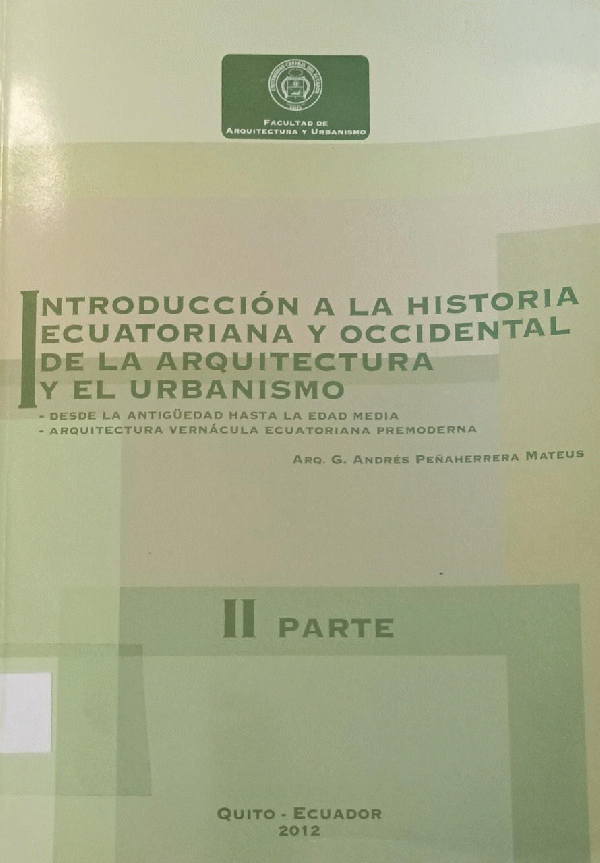 FACULTAD DE
ARQUITECTURA Y URBANISMO
INTRODUCCIÓN A LA HISTORIA
ECUATORIANA Y OCCIDENTAL
DE LA ARQUITECTURA
Y EL URBANISMO
- DESDE LA ANTIGÜEDAD HASTA LA EDAD MEDIA
- ARQUITECTURA VERNÁCULA ECUATORIANA PREMODERNA
ARQ. G. ANDRÉS PEÑAHERRERA MATEUS
II PARTE
QUITO - ECUADOR
2012